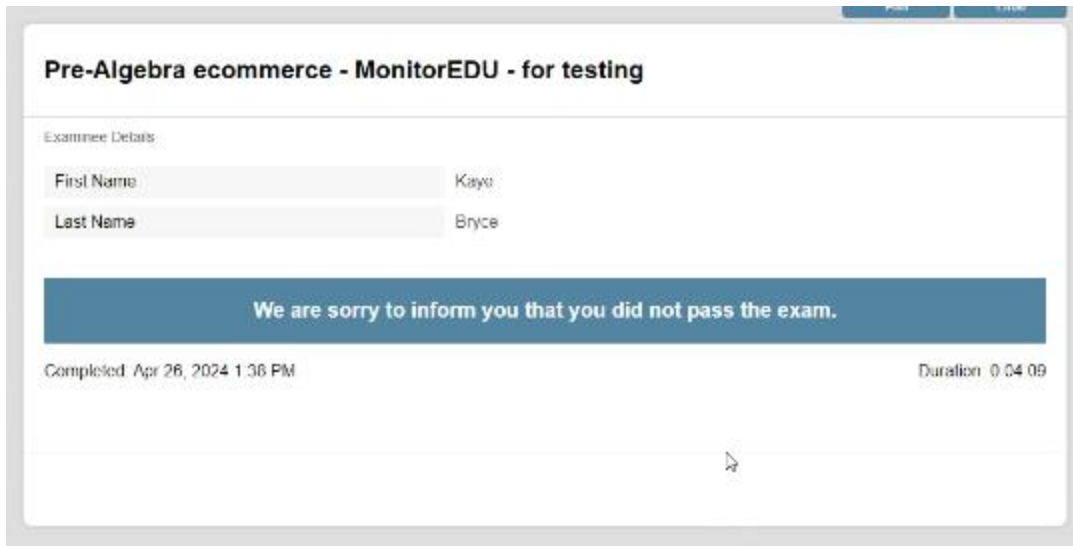 Pre-Algebra ecommerce - MonitorEDU - for testing
Examinee Details
First Name Kaye
Last Name Bryce
We are sorry to inform you that you did not pass the exam.
Completed: Apr 26, 2024 1:38 PM Duration: 0:04:09